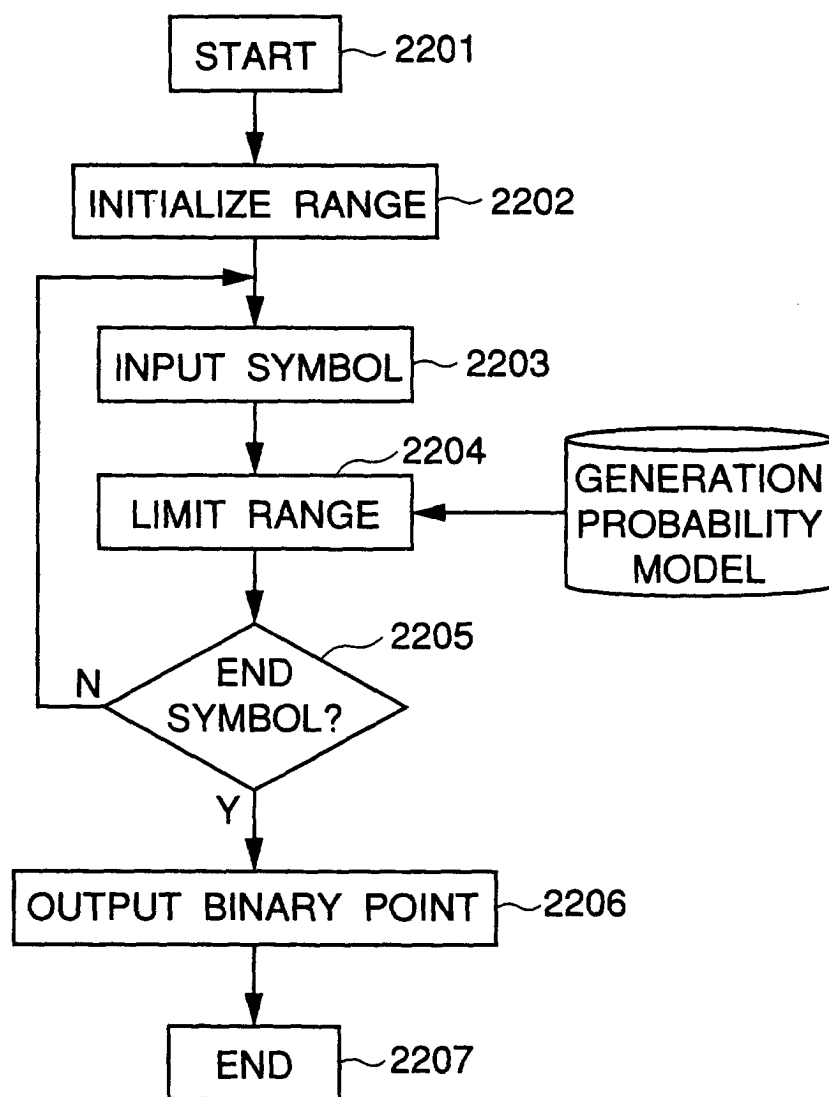 START 2201
INITIALIZE RANGE 2202
INPUT SYMBOL 2203
2204
LIMIT RANGE
GENERATION
PROBABILITY
MODEL
2205
END
SYMBOL?
N
Y
OUTPUT BINARY POINT 2206
END 2207